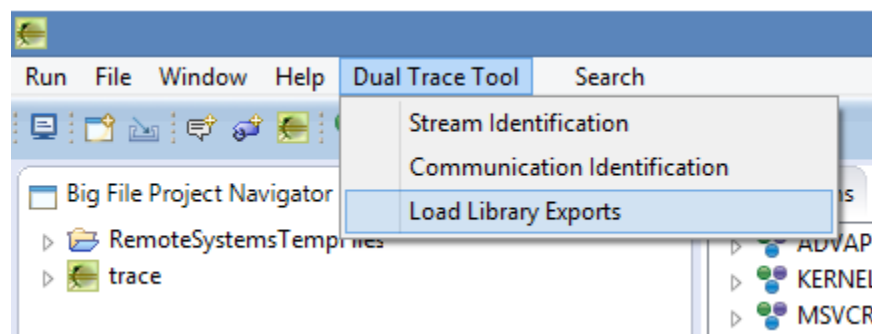 Run File Window Help Dual Trace Tool Search
Stream Identification
Communication Identification
Load Library Exports
Big File Project Navigator
RemoteSystemsTempFiles
trace
ADVAP
KERNEL
MSVCR